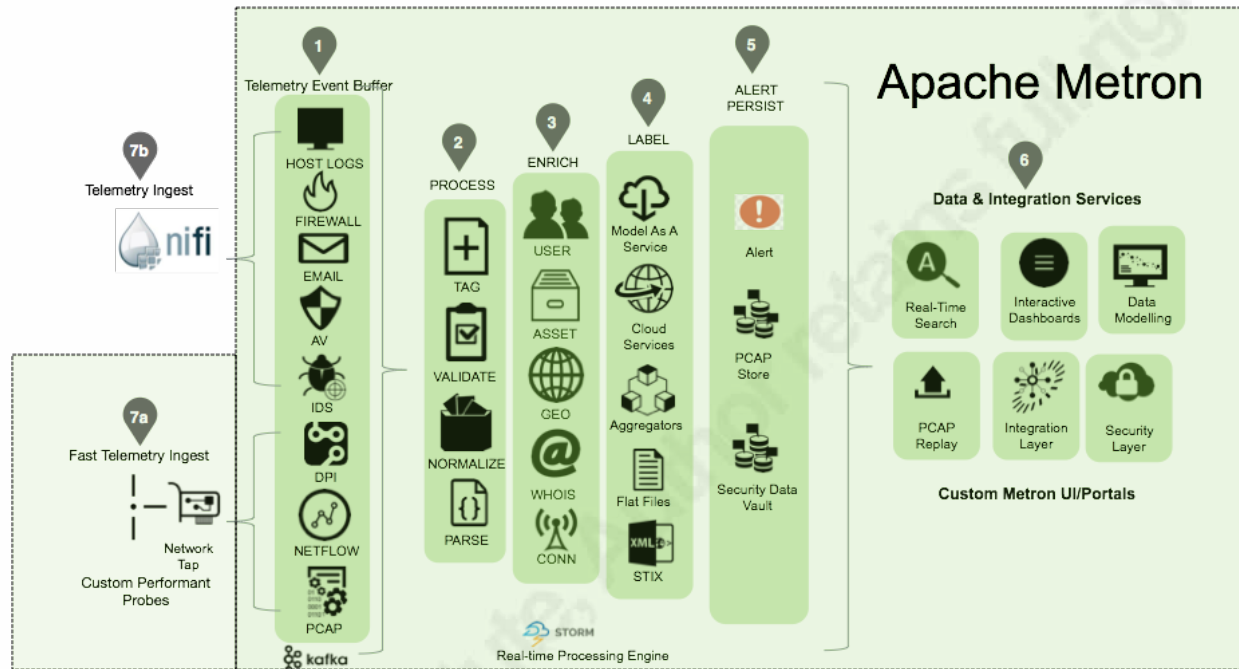 Apache Metron
1
Telemetry Event Buffer
HOST LOGS
FIREWALL
EMAIL
AV
IDS
DPI
NETFLOW
PCAP
kafka
7b
Telemetry Ingest
nifi
7a
Fast Telemetry Ingest
Network
Tap
Custom Performant
Probes
2
PROCESS
TAG
VALIDATE
NORMALIZE
PARSE
3
ENRICH
USER
ASSET
GEO
WHOIS
CONN
4
LABEL
Model As A
Service
Cloud
Services
Aggregators
Flat Files
XML
STIX
5
ALERT
PERSIST
Alert
PCAP
Store
Security Data
Vault
STORM
Real-time Processing Engine
6
Data & Integration Services
Real-Time
Search
Interactive
Dashboards
Data
Modelling
PCAP
Replay
Integration
Layer
Security
Layer
Custom Metron UI/Portals
Author retains full